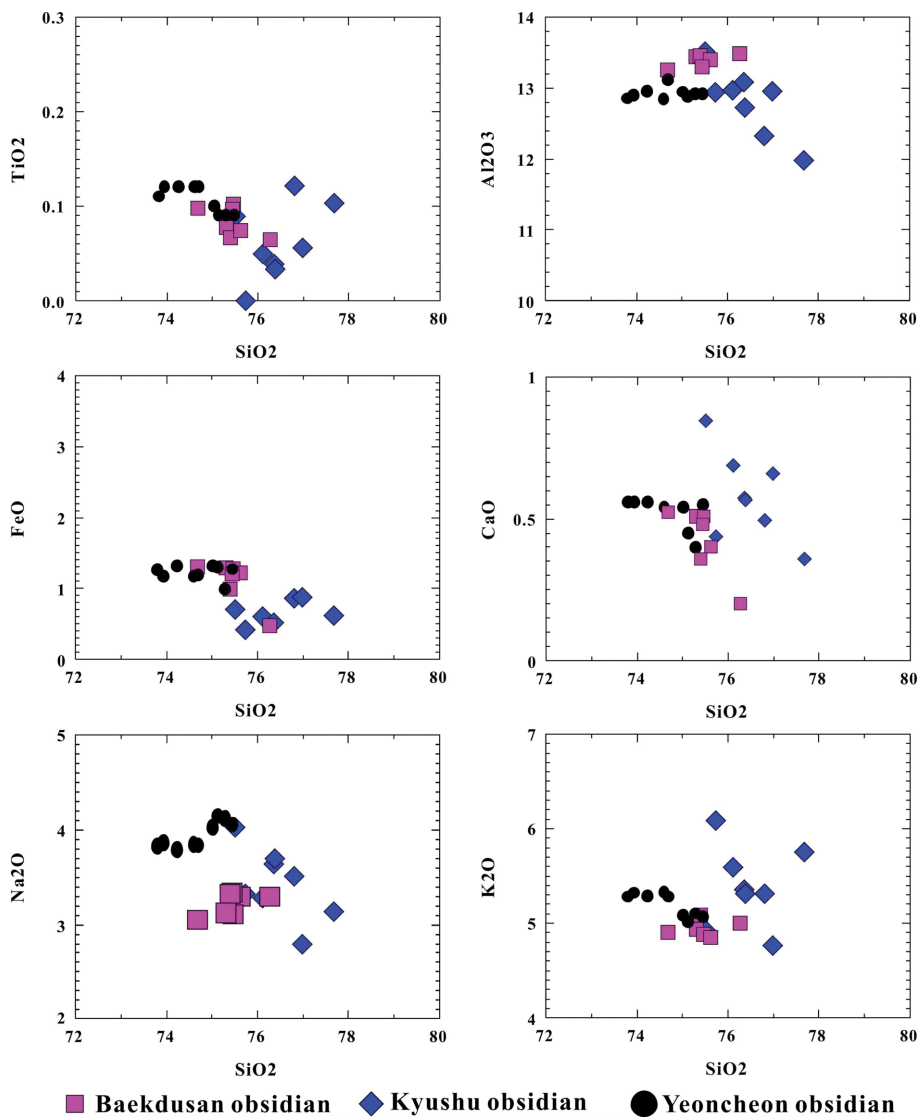 TiO2
0.3
0.2
0.1
0.0
72 74 76 78 80
SiO2
Al2O3
14
13
12
11
10
72 74 76 78 80
SiO2
FeO
4
3
2
1
0
72 74 76 78 80
SiO2
CaO
1
0.5
0
72 74 76 78 80
SiO2
Na2O
5
4
3
2
72 74 76 78 80
SiO2
K2O
7
6
5
4
72 74 76 78 80
SiO2
Baekdusan obsidian Kyushu obsidian Yeoncheon obsidian